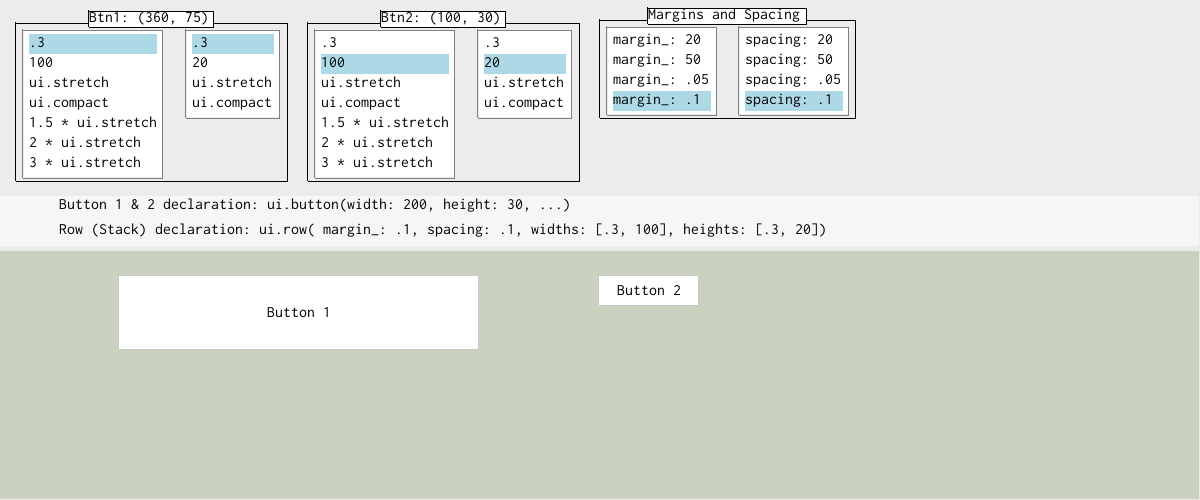 Btn1: (360, 75)
.3
100
ui.stretch
ui.compact
1.5 * ui.stretch
2 * ui.stretch
3 * ui.stretch
.3
20
ui.stretch
ui.compact
Btn2: (100, 30)
.3
100
ui.stretch
ui.compact
1.5 * ui.stretch
2 * ui.stretch
3 * ui.stretch
.3
20
ui.stretch
ui.compact
Margins and Spacing
margin_: 20
margin_: 50
margin_: .05
margin_: .1
spacing: 20
spacing: 50
spacing: .05
spacing: .1
Button 1 & 2 declaration: ui.button(width: 200, height: 30, ...)
Row (Stack) declaration: ui.row( margin_: .1, spacing: .1, widths: [.3, 100], heights: [.3, 20])
Button 1
Button 2